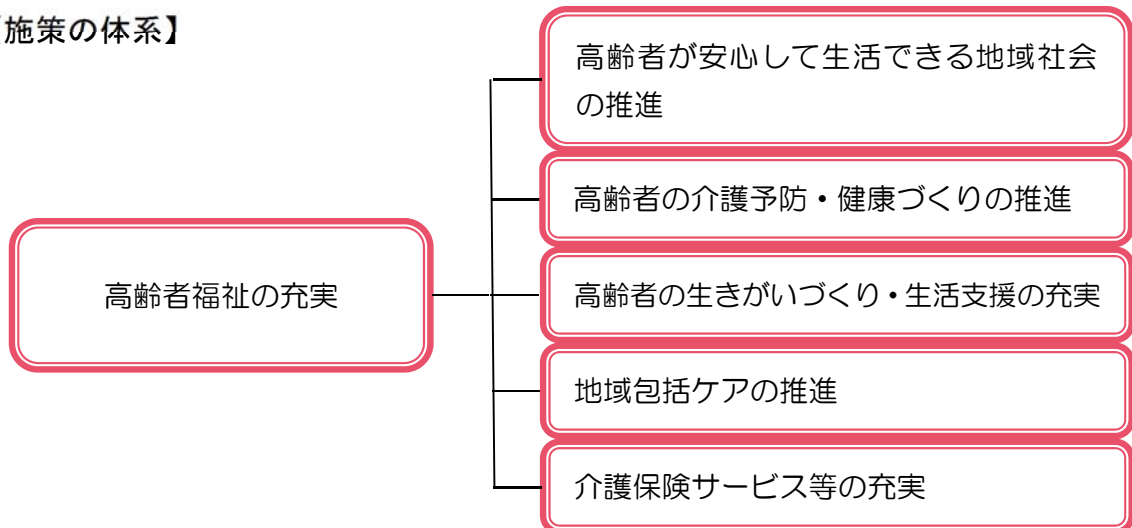 【施策の体系】
高齢者が安心して生活できる地域社会
の推進
高齢者の介護予防・健康づくりの推進
高齢者福祉の充実
高齢者の生きがいづくり・生活支援の充実
地域包括ケアの推進
介護保険サービス等の充実